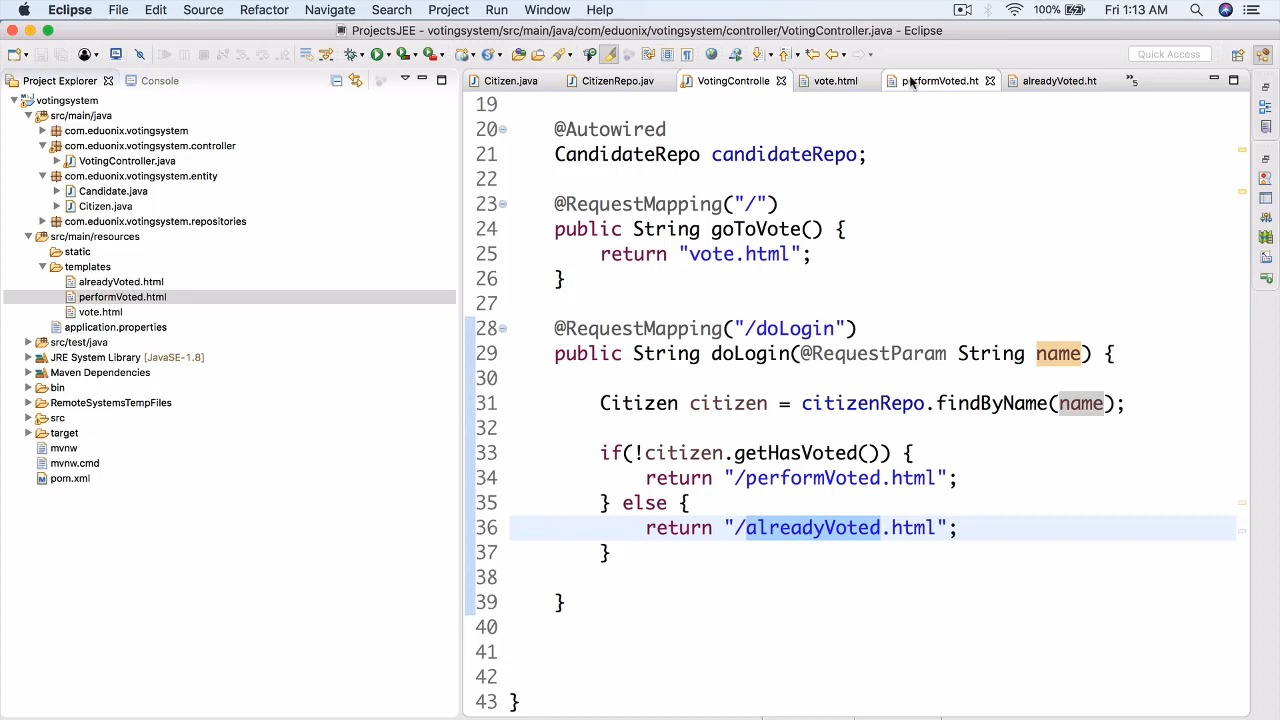 Eclipse File Edit Source Refactor Navigate Search Project Run Window Help 100% Fri 1:13 AM
ProjectsJEE - votingsystem/src/main/java/com/eduonix/votingsystem/controller/VotingController.java - Eclipse
Quick Access
Project Explorer Console
Citizen.java CitizenRepo.jav VotingControlle vote.html performVoted.ht alreadyVoted.ht »5
votingsystem
src/main/java
com.eduonix.votingsystem
com.eduonix.votingsystem.controller
VotingController.java
com.eduonix.votingsystem.entity
Candidate.java
Citizen.java
com.eduonix.votingsystem.repositories
src/main/resources
static
templates
alreadyVoted.html
performVoted.html
vote.html
application.properties
src/test/java
JRE System Library [JavaSE-1.8]
Maven Dependencies
bin
RemoteSystemsTempFiles
src
target
mvnw
mvnw.cmd
pom.xml
19
20 @Autowired
21 CandidateRepo candidateRepo;
22
23 @RequestMapping("/")
24 public String goToVote() {
25 return "vote.html";
26 }
27
28 @RequestMapping("/doLogin")
29 public String doLogin(@RequestParam String name) {
30
31 Citizen citizen = citizenRepo.findByName(name);
32
33 if(!citizen.getHasVoted()) {
34 return "/performVoted.html";
35 } else {
36 return "/alreadyVoted.html";
37 }
38
39 }
40
41
42
43 }